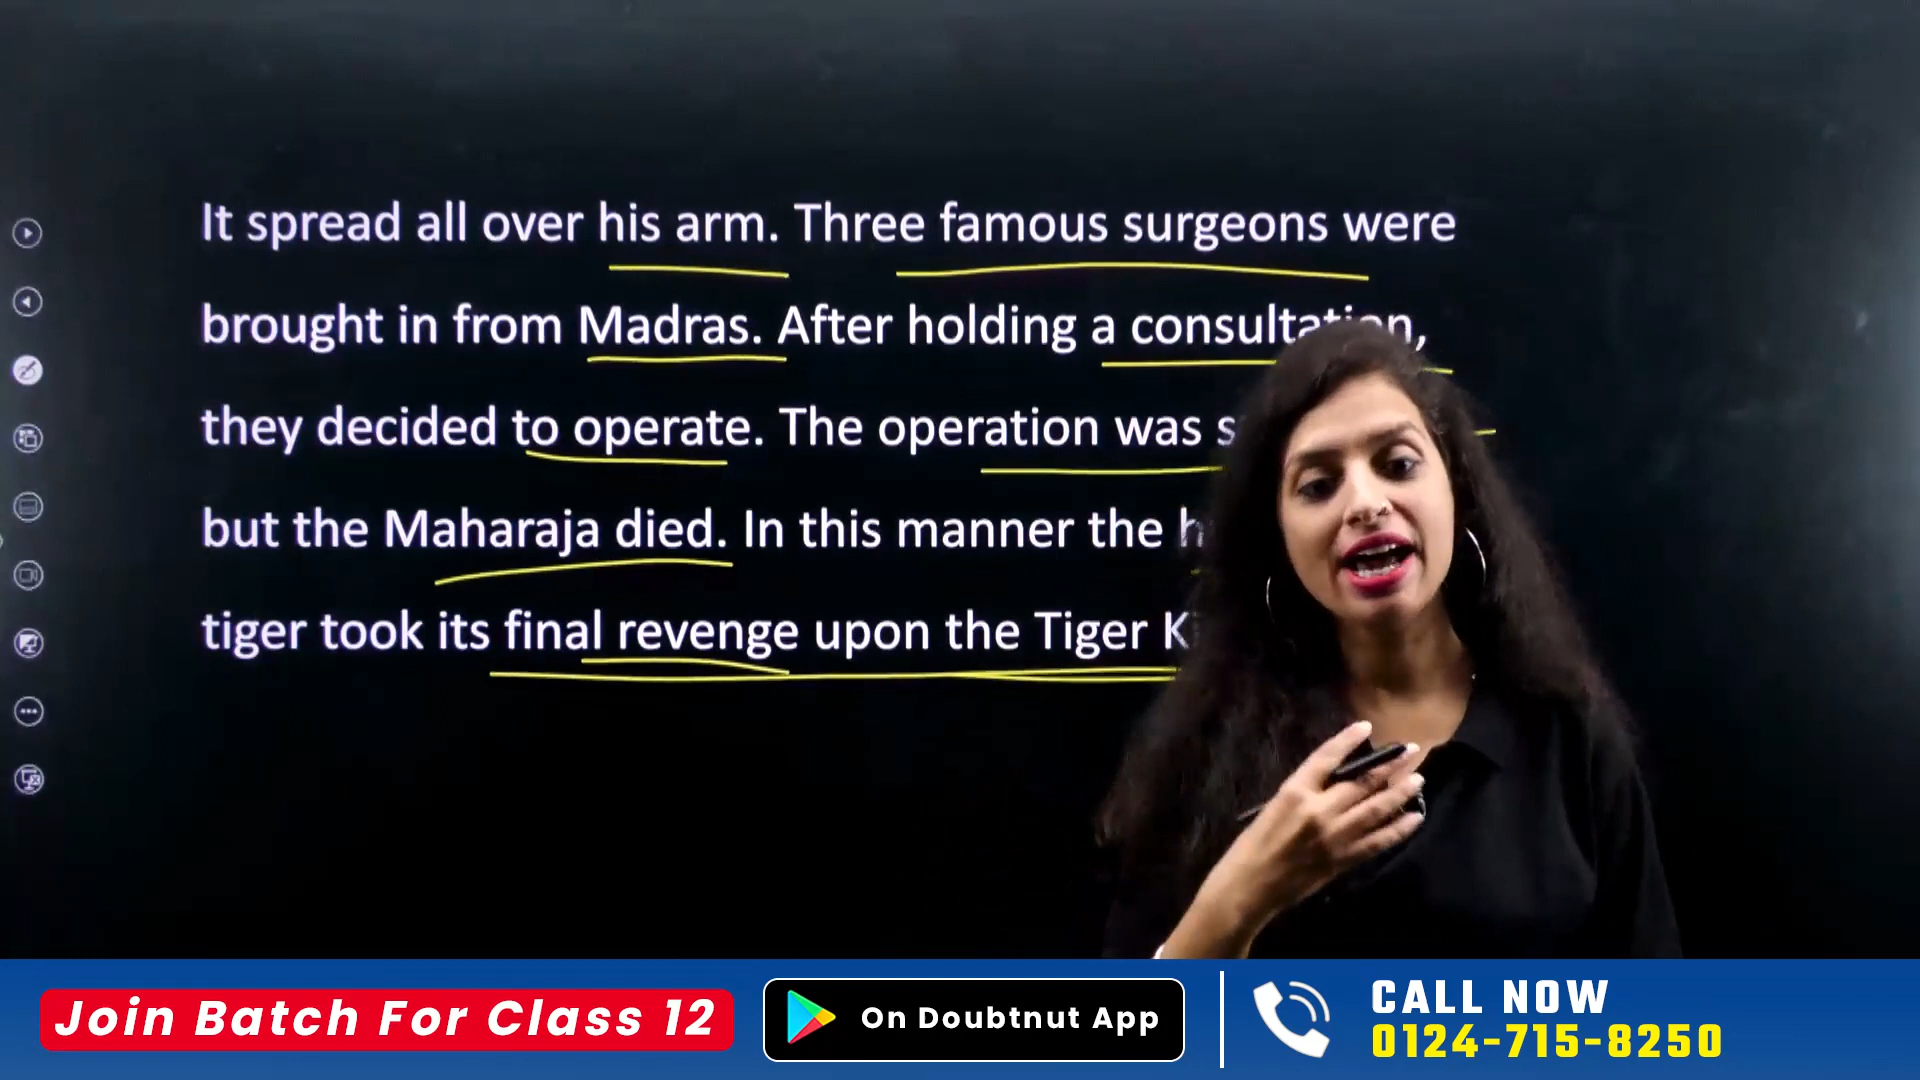 It spread all over his arm. Three famous surgeons were
brought in from Madras. After holding a consultation,
they decided to operate. The operation was
but the Maharaja died. In this manner the
tiger took its final revenge upon the Tiger
Join Batch For Class 12
On Doubtnut App
CALL NOW
0124-715-8250